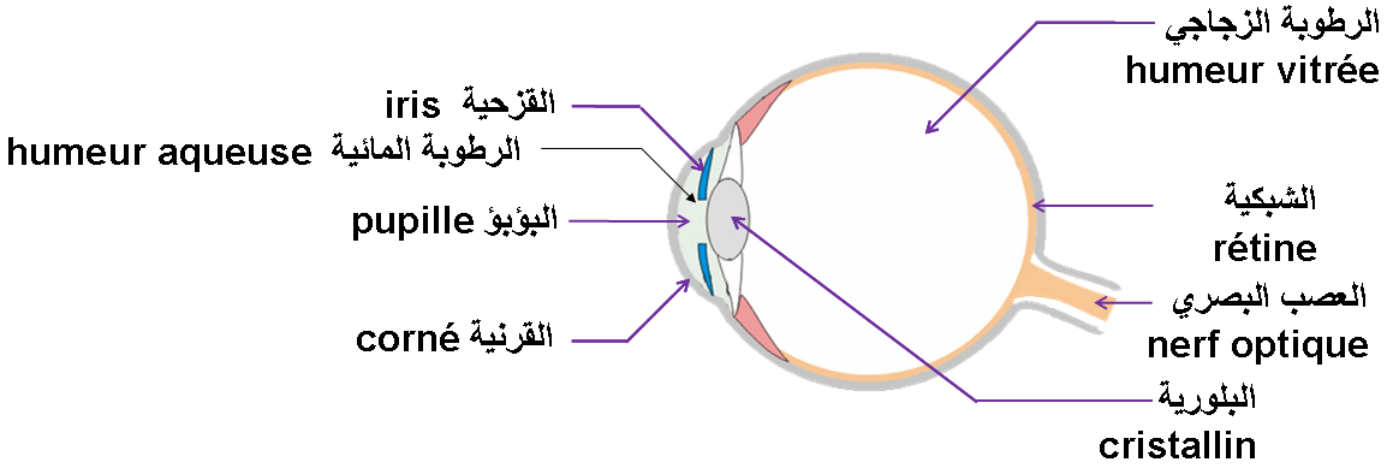 الرطوبة الزجاجي
humeur vitrée
القزحية iris
الرطوبة المائية humeur aqueuse
البؤبؤ pupille
القرنية corné
الشبكية
rétine
العصب البصري
nerf optique
البلورية
cristallin